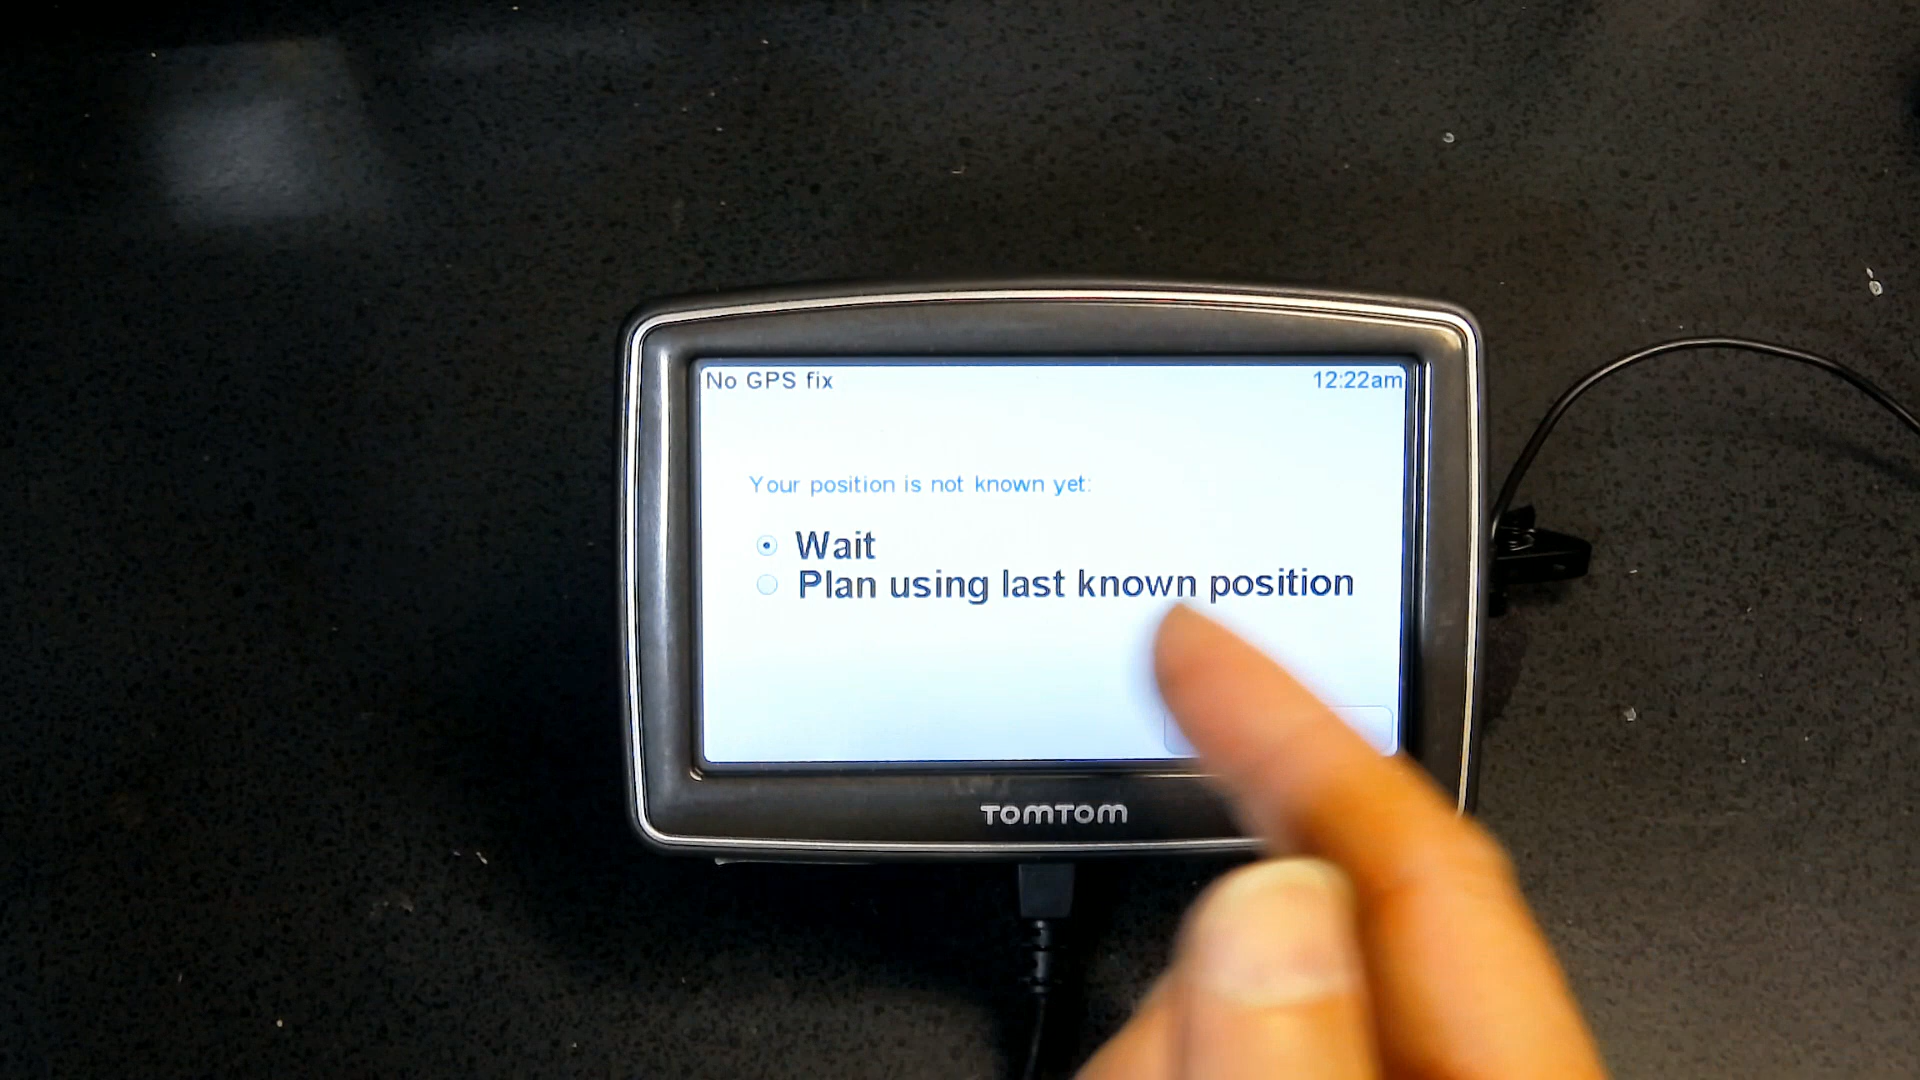 No GPS fix 12:22am
Your position is not known yet:
Wait
Plan using last known position
TOMTOM